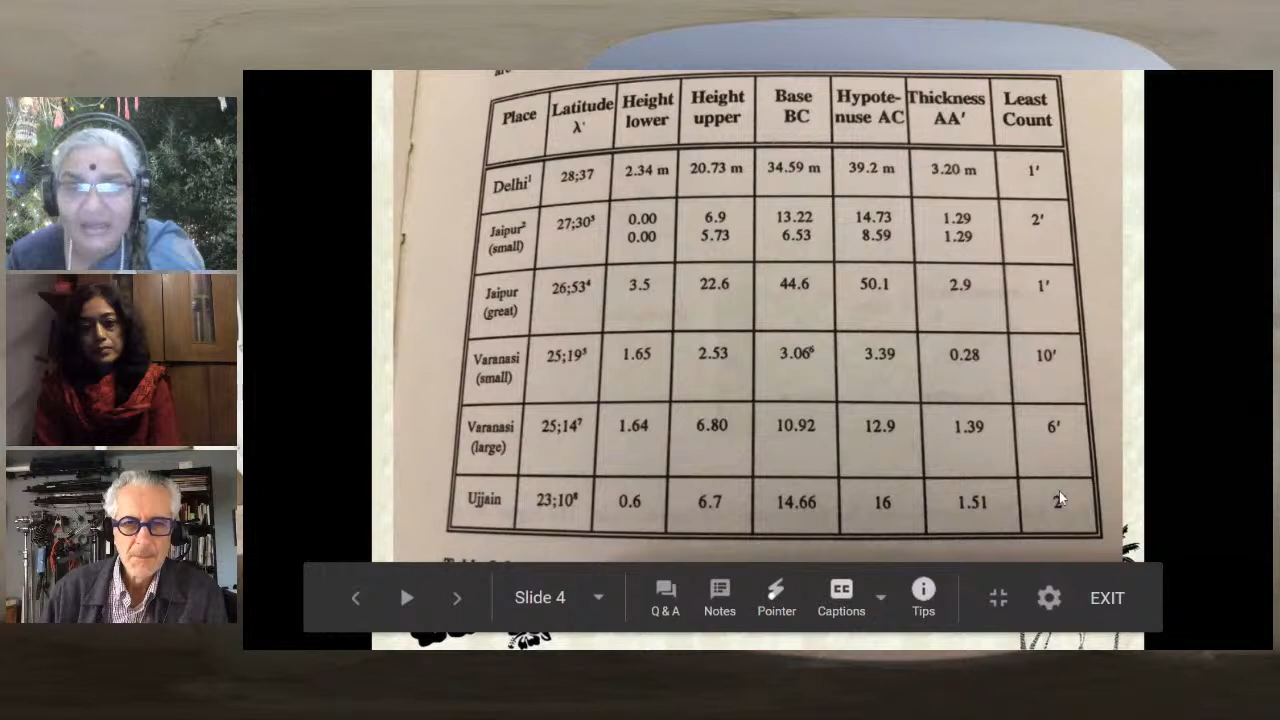 Place Latitude λ' Height lower Height upper Base BC Hypote-nuse AC Thickness AA' Least Count
Delhi¹ 28;37 2.34 m 20.73 m 34.59 m 39.2 m 3.20 m 1'
Jaipur² (small) 27;30³ 0.00 6.9 13.22 14.73 1.29 2'
0.00 5.73 6.53 8.59 1.29
Jaipur (great) 26;53⁴ 3.5 22.6 44.6 50.1 2.9 1'
Varanasi (small) 25;19⁵ 1.65 2.53 3.06⁶ 3.39 0.28 10'
Varanasi (large) 25;14⁷ 1.64 6.80 10.92 12.9 1.39 6'
Ujjain 23;10⁸ 0.6 6.7 14.66 16 1.51 2
Slide 4
Q & A
Notes
Pointer
CC
Captions
Tips
EXIT